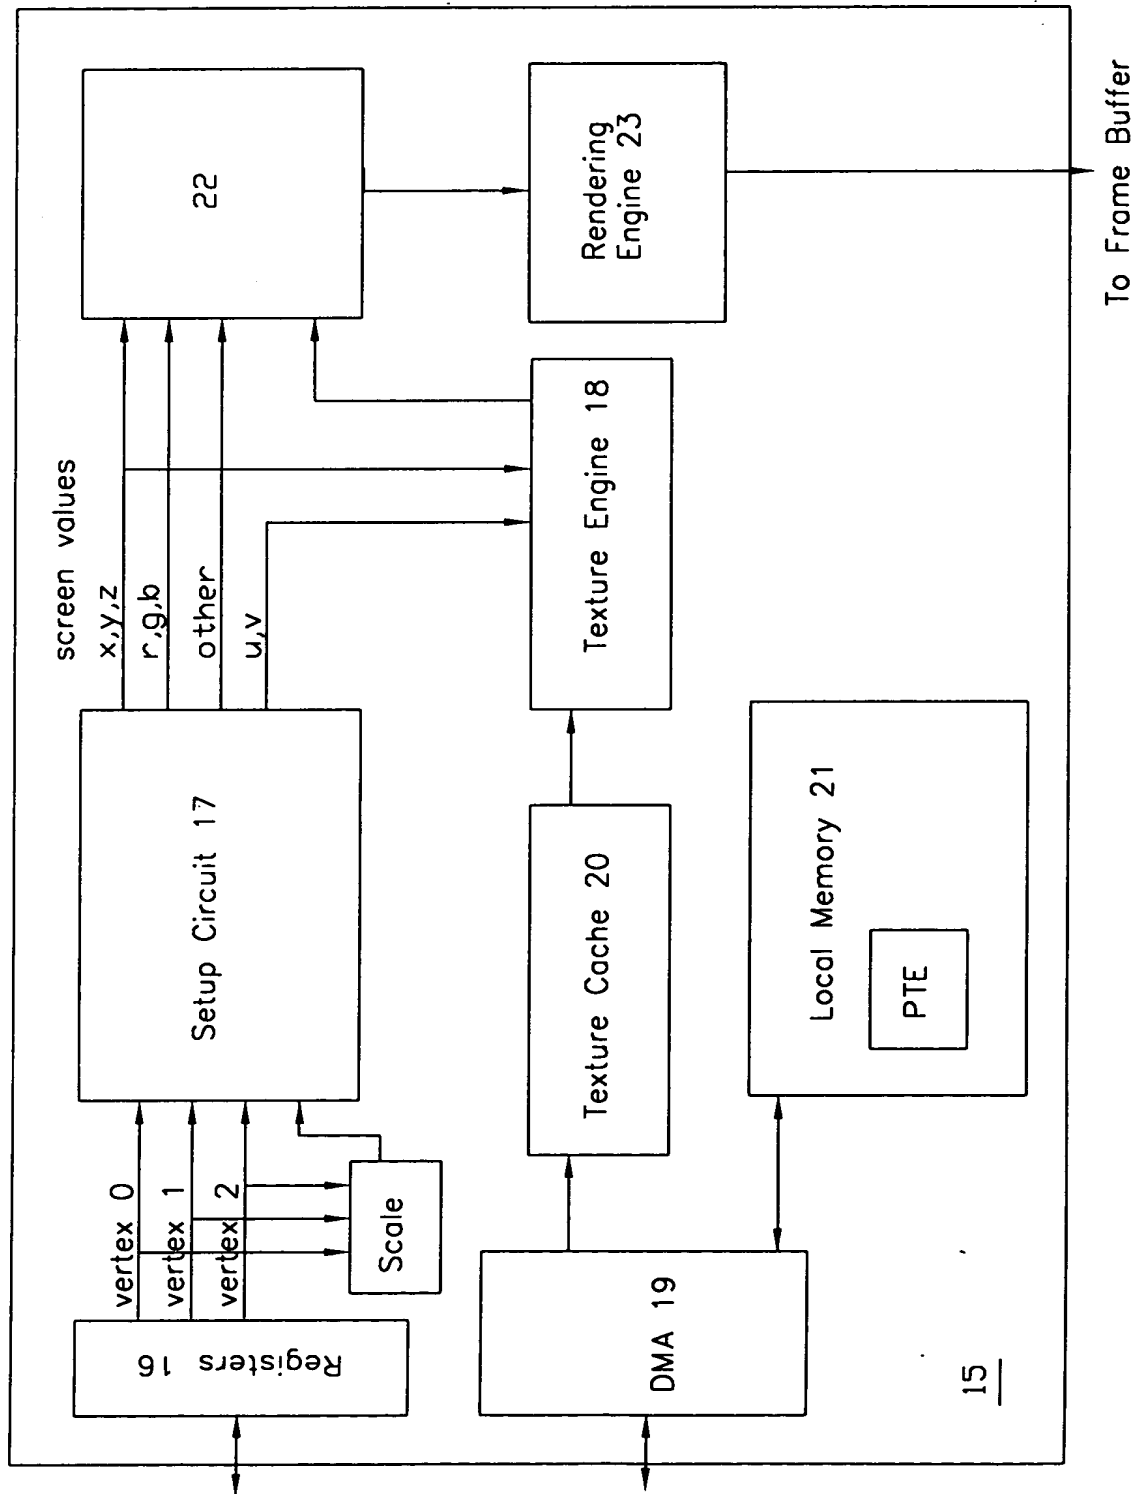 Registers 16
vertex 0
vertex 1
vertex 2
Scale
Setup Circuit 17
screen values
x,y,z
r,g,b
other
u,v
22
DMA 19
Texture Cache 20
Texture Engine 18
Rendering
Engine 23
Local Memory 21
PTE
15
To Frame Buffer